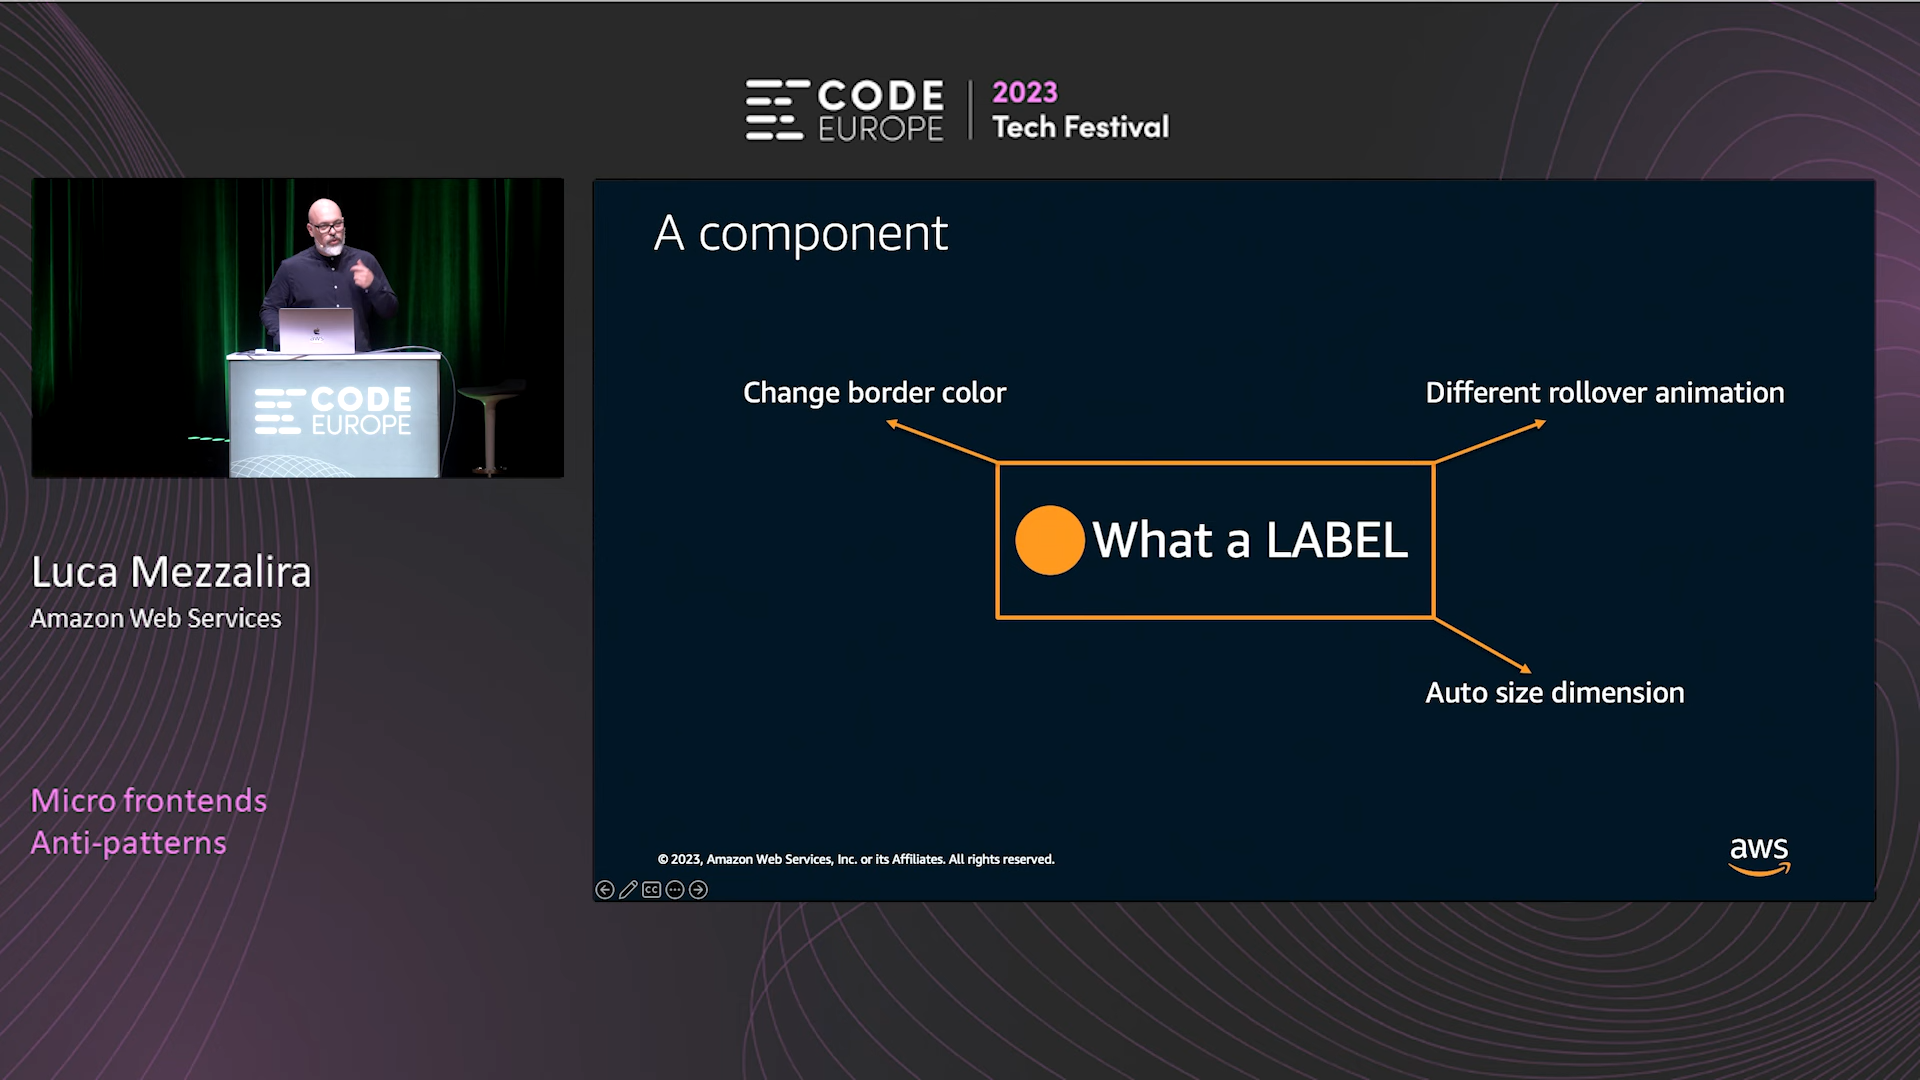 CODE
EUROPE
2023
Tech Festival
aws
CODE
EUROPE
Luca Mezzalira
Amazon Web Services
Micro frontends
Anti-patterns
A component
Change border color
Different rollover animation
What a LABEL
Auto size dimension
© 2023, Amazon Web Services, Inc. or its Affiliates. All rights reserved.
aws
CC